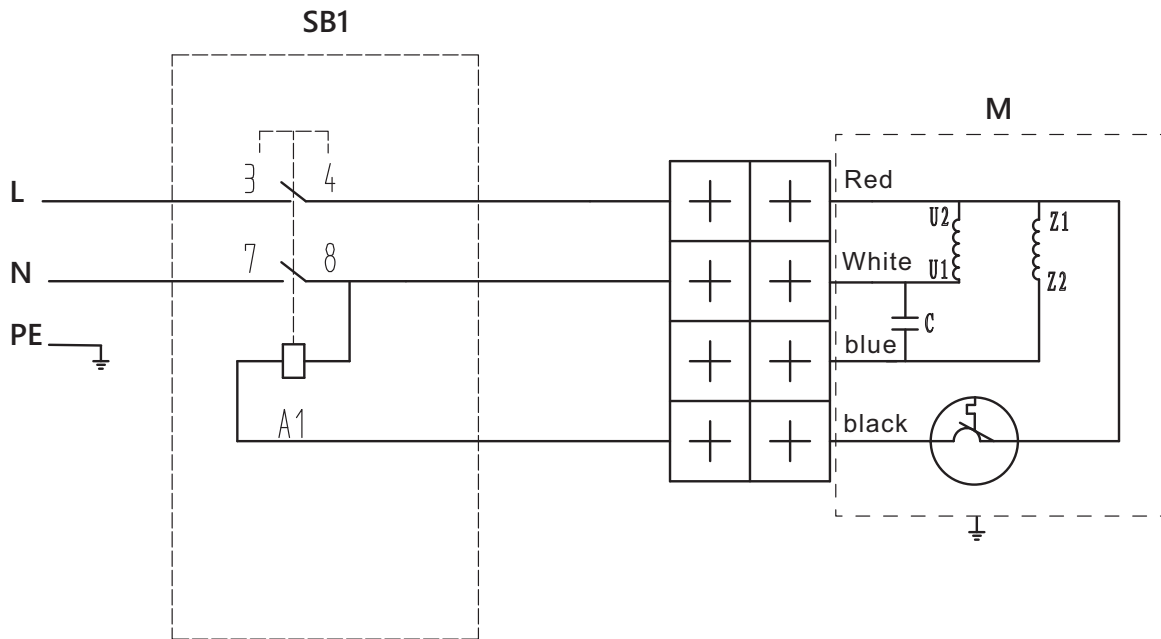 SB1
M
3 4
L
Red
U2 Z1
7 8
N
White
U1 Z2
PE
C
blue
A1
black